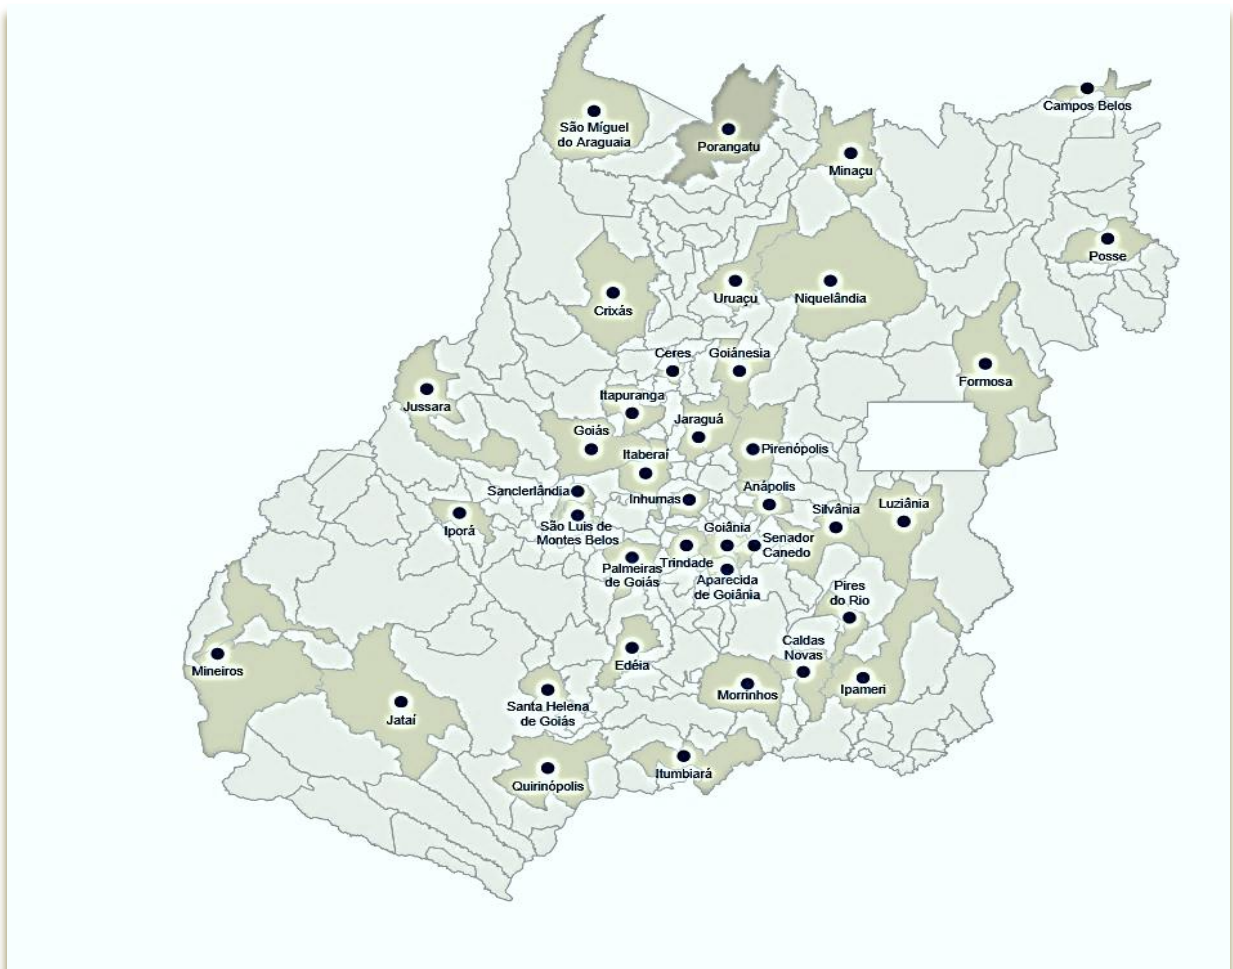 Campos Belos
São Míguel
do Araguaia
Porangatu
Minaçu
Posse
Uruaçu
Niquelândia
Crixás
Ceres
Goiánesia
Formosa
Jussara
Itapuranga
Jaraguá
Goiás
Pirenópolis
Itaberaí
Anápolis
Sanclerlândia
Inhumas
Luziânia
Silvânia
Iporá
São Luis de
Montes Belos
Goiânia
Senador
Canedo
Trindade
Palmeiras
de Goiás
Aparecida
de Goiânia
Pires
do Rio
Caldas
Novas
Edéia
Mineiros
Ipameri
Morrinhos
Santa Helena
de Goiás
Jataí
Itumbiará
Quirinópolis